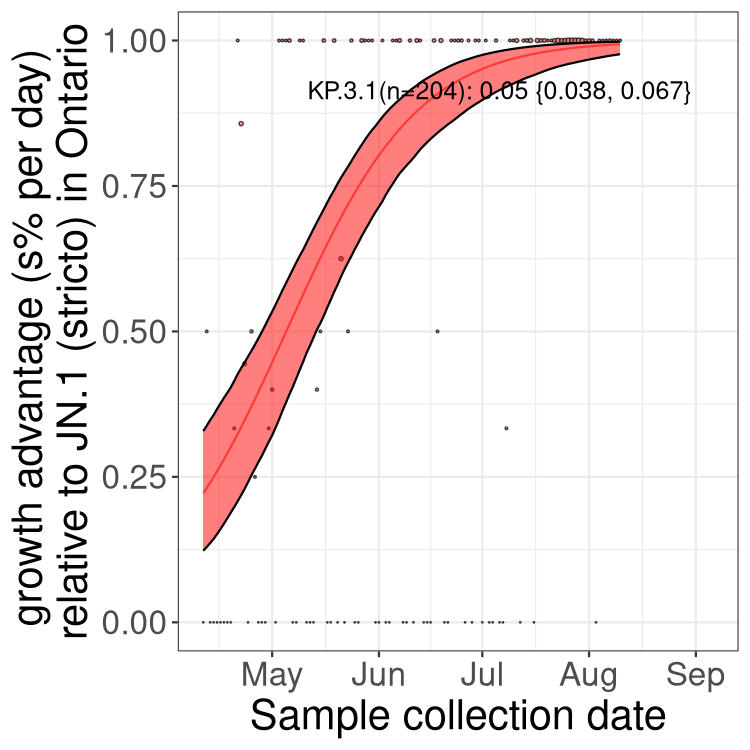 growth advantage (s% per day)
relative to JN.1 (stricto) in Ontario
1.00
0.75
0.50
0.25
0.00
KP.3.1(n=204): 0.05 {0.038, 0.067}
May Jun Jul Aug Sep
Sample collection date